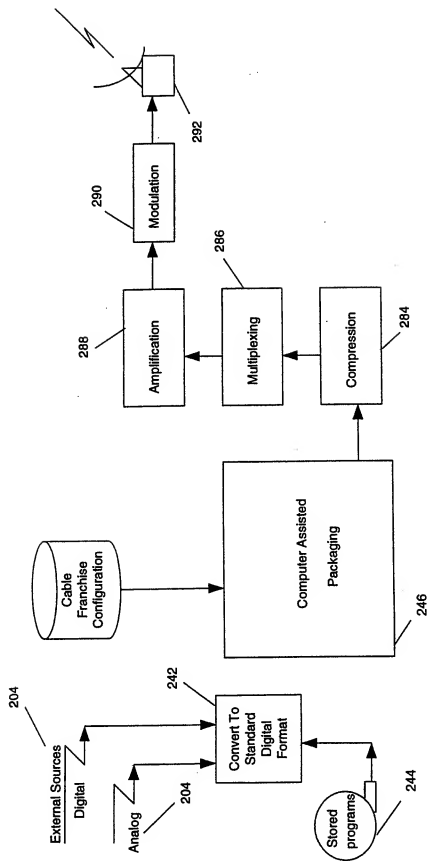 204
External Sources
Digital
Analog
204
242
Convert To
Standard
Digital
Format
Stored
programs
244
Cable
Franchise
Configuration
Computer Assisted
Packaging
246
288
Amplification
286
Multiplexing
Compression
284
290
Modulation
292